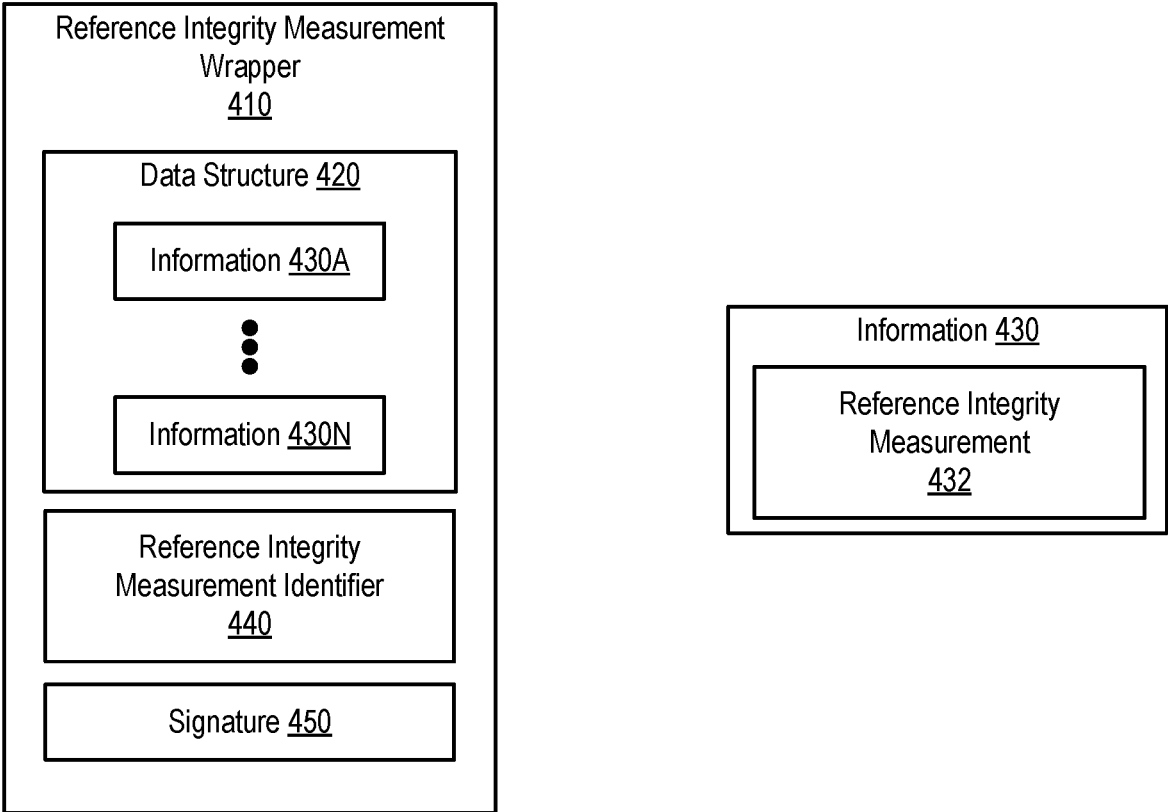 Reference Integrity Measurement
Wrapper
410
Data Structure 420
Information 430A
Information 430N
Reference Integrity
Measurement Identifier
440
Signature 450
Information 430
Reference Integrity
Measurement
432